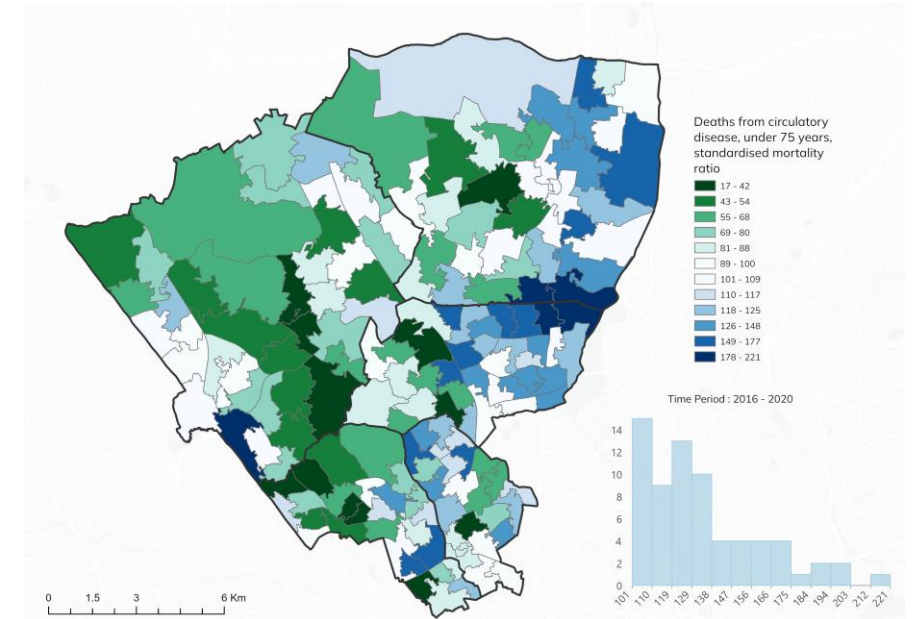 Deaths from circulatory
disease, under 75 years,
standardised mortality
ratio
17 - 42
43 - 54
55 - 68
69 - 80
81 - 88
89 - 100
101 - 109
110 - 117
118 - 125
126 - 148
149 - 177
178 - 221
Time Period : 2016 - 2020
14
12
10
8
6
4
2
0
101 110 119 129 138 147 156 166 175 184 194 203 212 221
0 1.5 3 6 Km